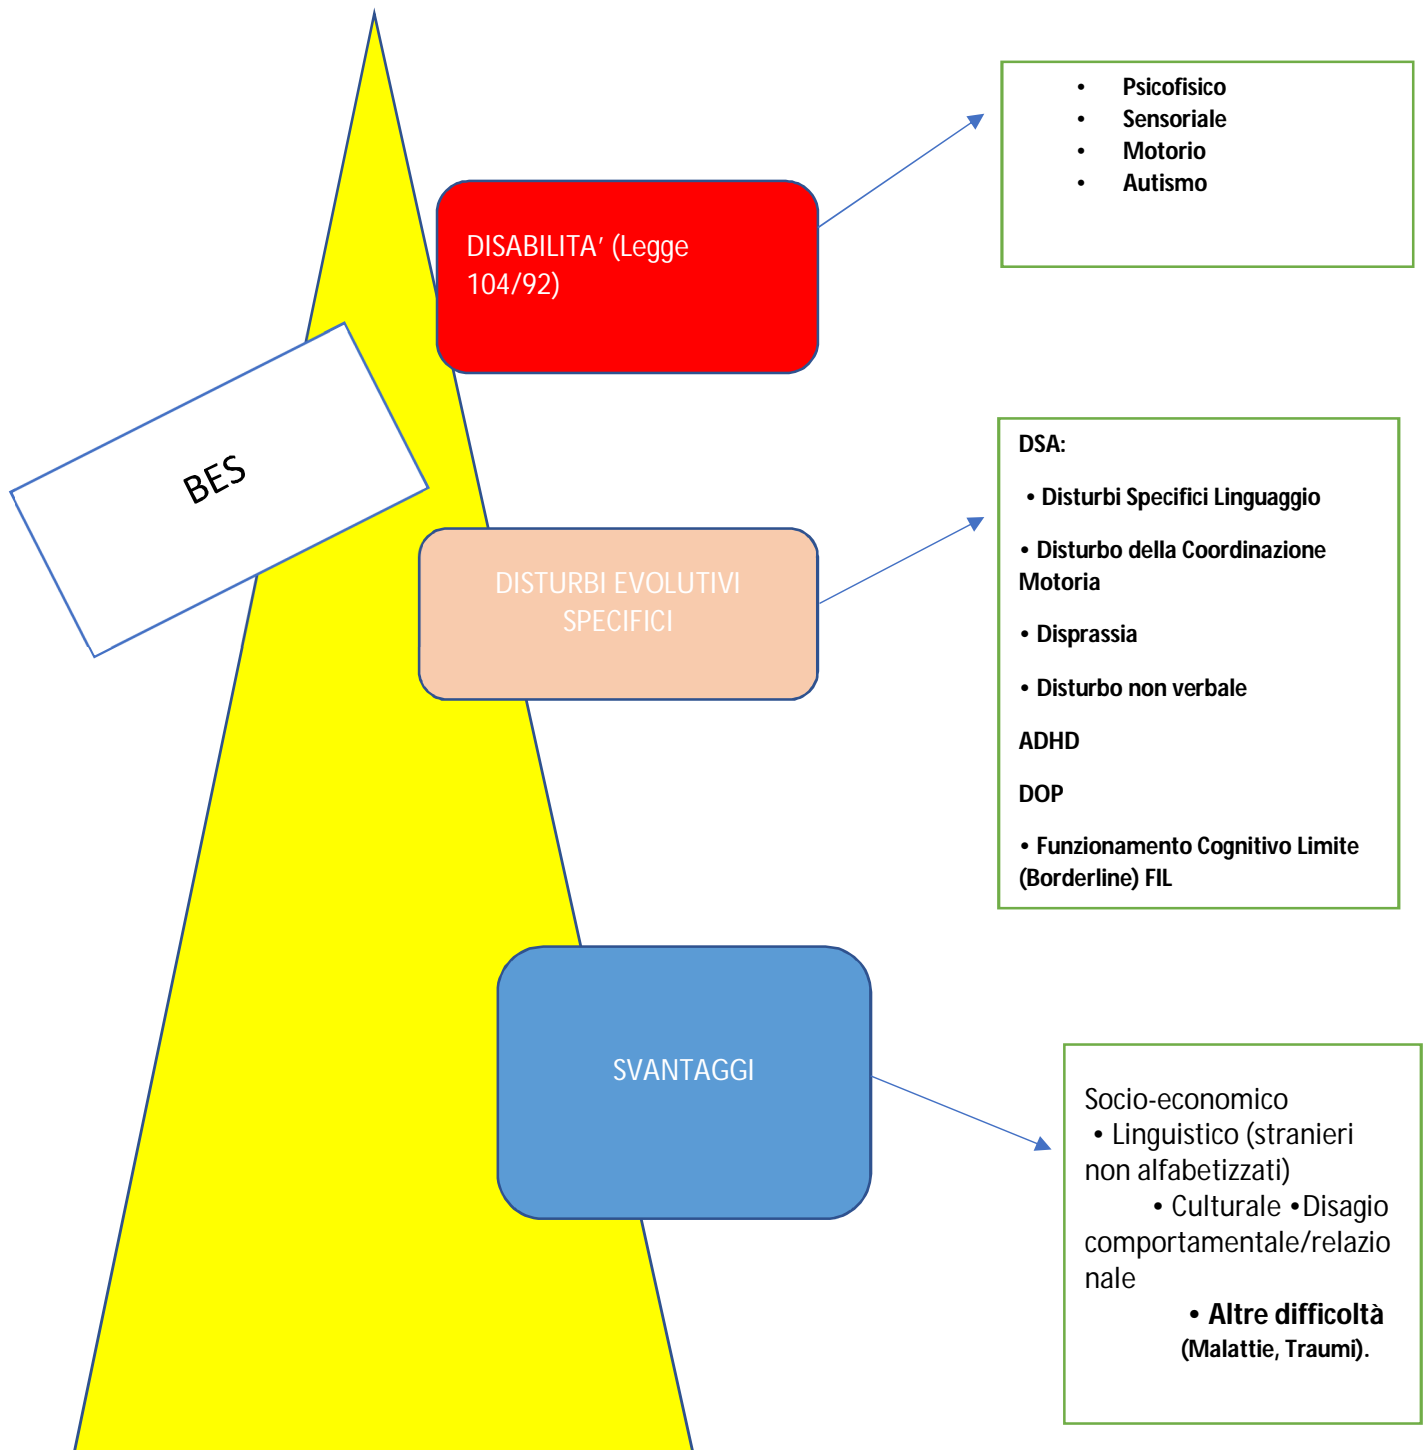 • Psicofisico
• Sensoriale
• Motorio
• Autismo
DISABILITA’ (Legge
104/92)
BES
DSA:
• Disturbi Specifici Linguaggio
• Disturbo della Coordinazione
Motoria
• Disprassia
• Disturbo non verbale
ADHD
DOP
• Funzionamento Cognitivo Limite
(Borderline) FIL
DISTURBI EVOLUTIVI
SPECIFICI
SVANTAGGI
Socio-economico
• Linguistico (stranieri
non alfabetizzati)
• Culturale •Disagio
comportamentale/relazio
nale
• Altre difficoltà
(Malattie, Traumi).